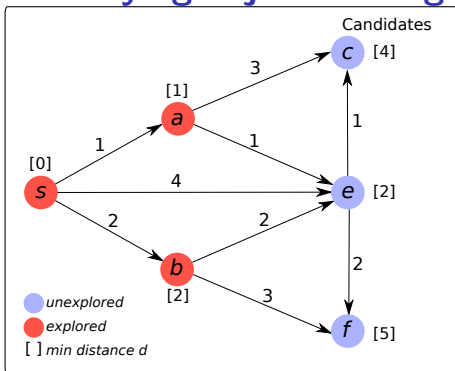 Candidates
c [4]
3
[1]
a
1
1
1
[0]
s
4
e [2]
2
2
2
b
[2]
3
f [5]
unexplored
explored
[ ] min distance d